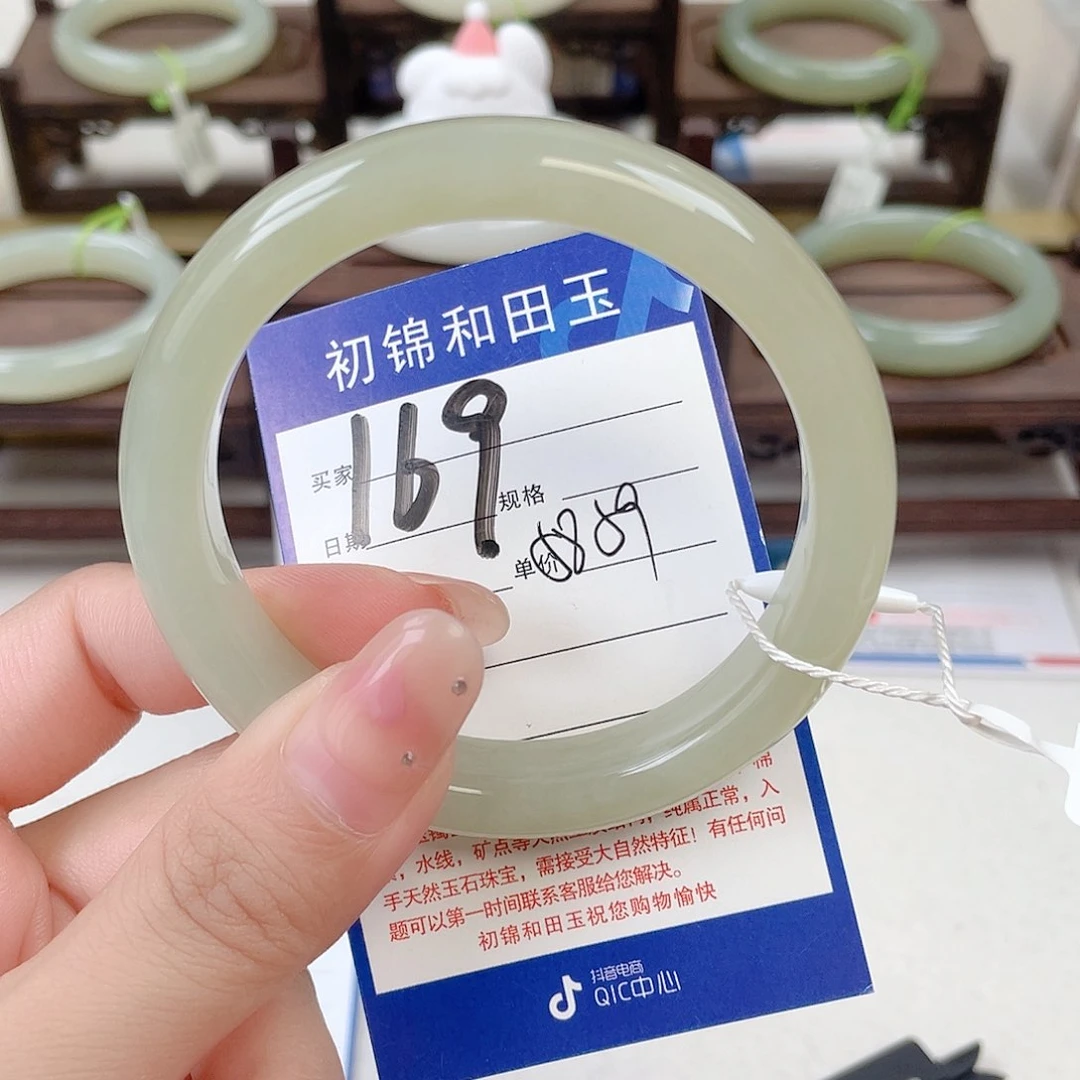 初锦和田玉
169
买家
规格
日期
单价
棉
，水线，矿点等天然 纯属正常，入
手天然玉石珠宝，需接受大自然特征！有任何问
题可以第一时间联系客服给您解决。
初锦和田玉祝您购物愉快
抖音电商
QIC中心